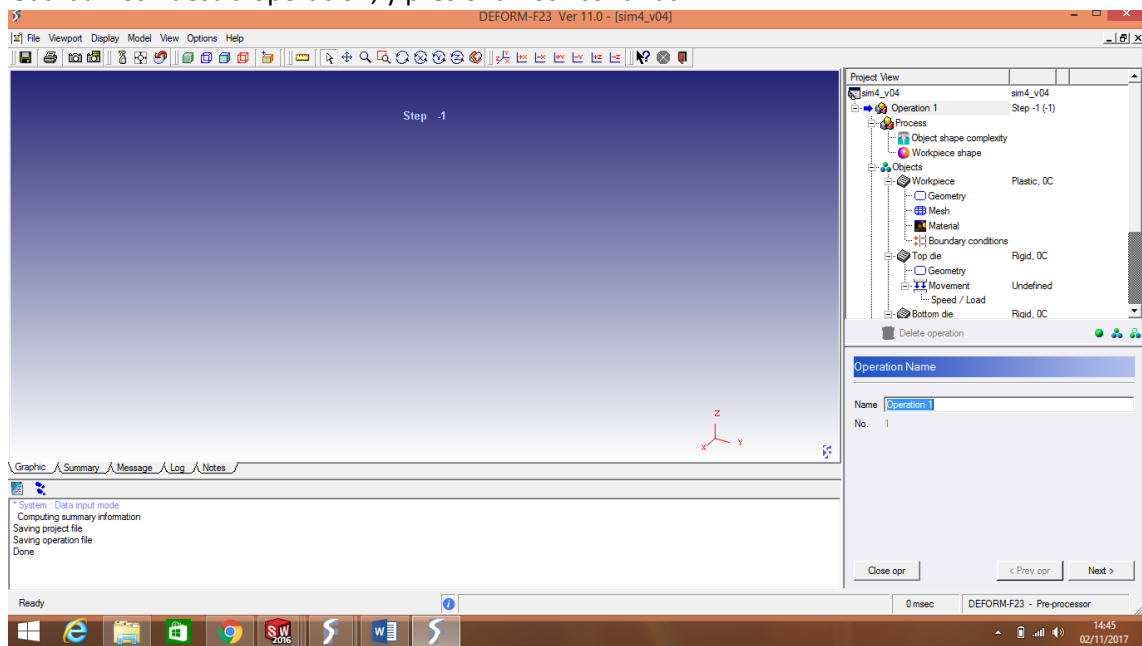 DEFORM-F23 Ver 11.0 - [sim4_v04]
File Viewport Display Model View Options Help
Step -1
Z
X
Y
Project View
sim4_v04 sim4_v04
Operation 1 Step -1 (-1)
Process
Object shape complexity
Workpiece shape
Objects
Workpiece Plastic, 0C
Geometry
Mesh
Material
Boundary conditions
Top die Rigid, 0C
Geometry
Movement Undefined
Speed / Load
Bottom die Rigid, 0C
Delete operation
Operation Name
Name Operation 1
No. 1
Close opr < Prev opr Next >
Graphic Summary Message Log Notes
* System : Data input mode
Computing summary information
Saving project file
Saving operation file
Done
Ready 0 msec DEFORM-F23 - Pre-processor
SW 2016
14:45
02/11/2017